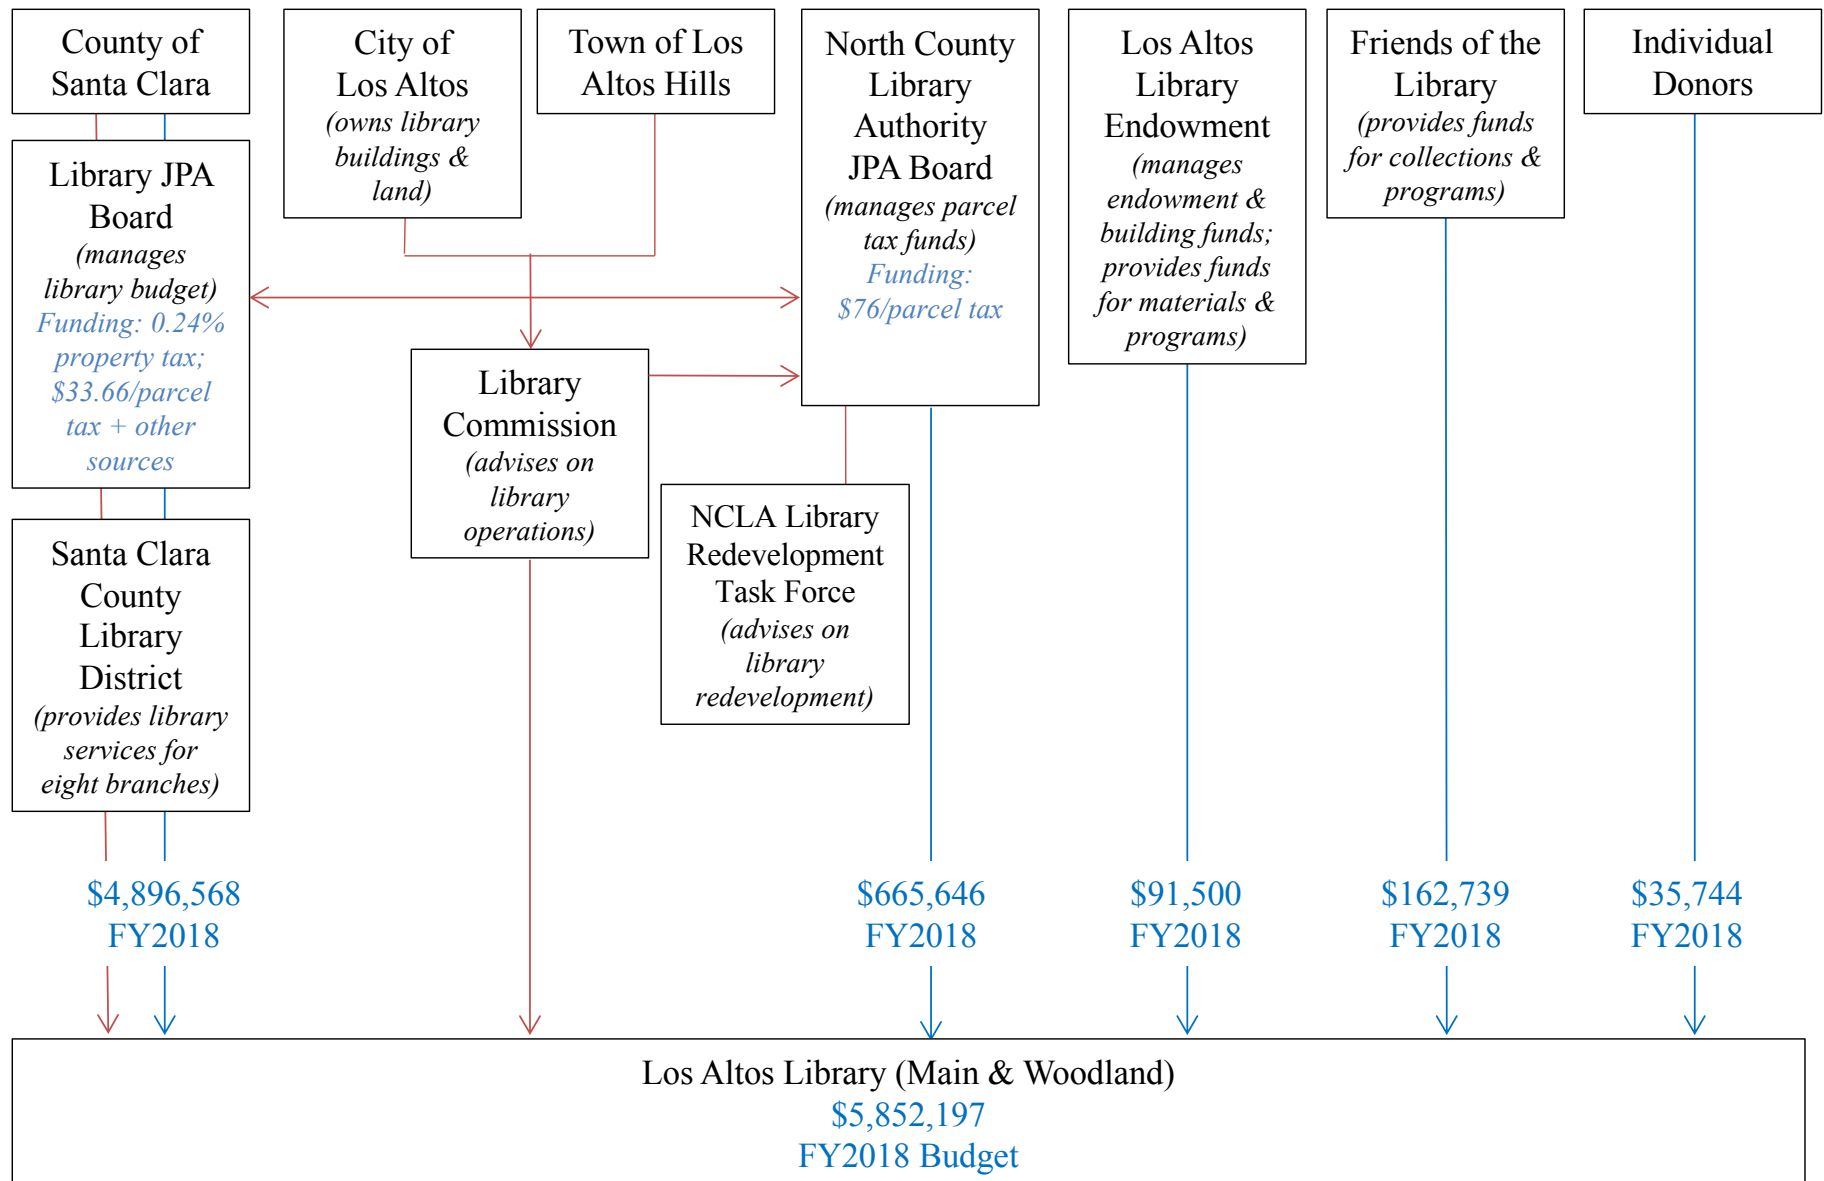 County of
Santa Clara
City of
Los Altos
(owns library
buildings &
land)
Town of Los
Altos Hills
North County
Library
Authority
JPA Board
(manages parcel
tax funds)
Funding:
$76/parcel tax
Los Altos
Library
Endowment
(manages
endowment &
building funds;
provides funds
for materials &
programs)
Friends of the
Library
(provides funds
for collections &
programs)
Individual
Donors
Library JPA
Board
(manages
library budget)
Funding: 0.24%
property tax;
$33.66/parcel
tax + other
sources
Library
Commission
(advises on
library
operations)
NCLA Library
Redevelopment
Task Force
(advises on
library
redevelopment)
Santa Clara
County
Library
District
(provides library
services for
eight branches)
$4,896,568
FY2018
$665,646
FY2018
$91,500
FY2018
$162,739
FY2018
$35,744
FY2018
Los Altos Library (Main & Woodland)
$5,852,197
FY2018 Budget